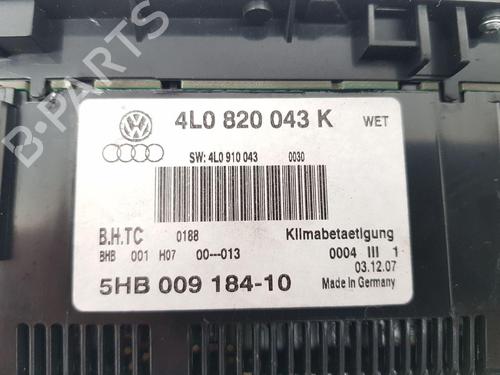 4L0 820 043 K WET
SW: 4L0 910 043 0030
B.H.TC 0188 Klimabetaetigung
BHB 001 H07 00---013 0004 III 1
03.12.07
5HB 009 184-10 Made in Germany